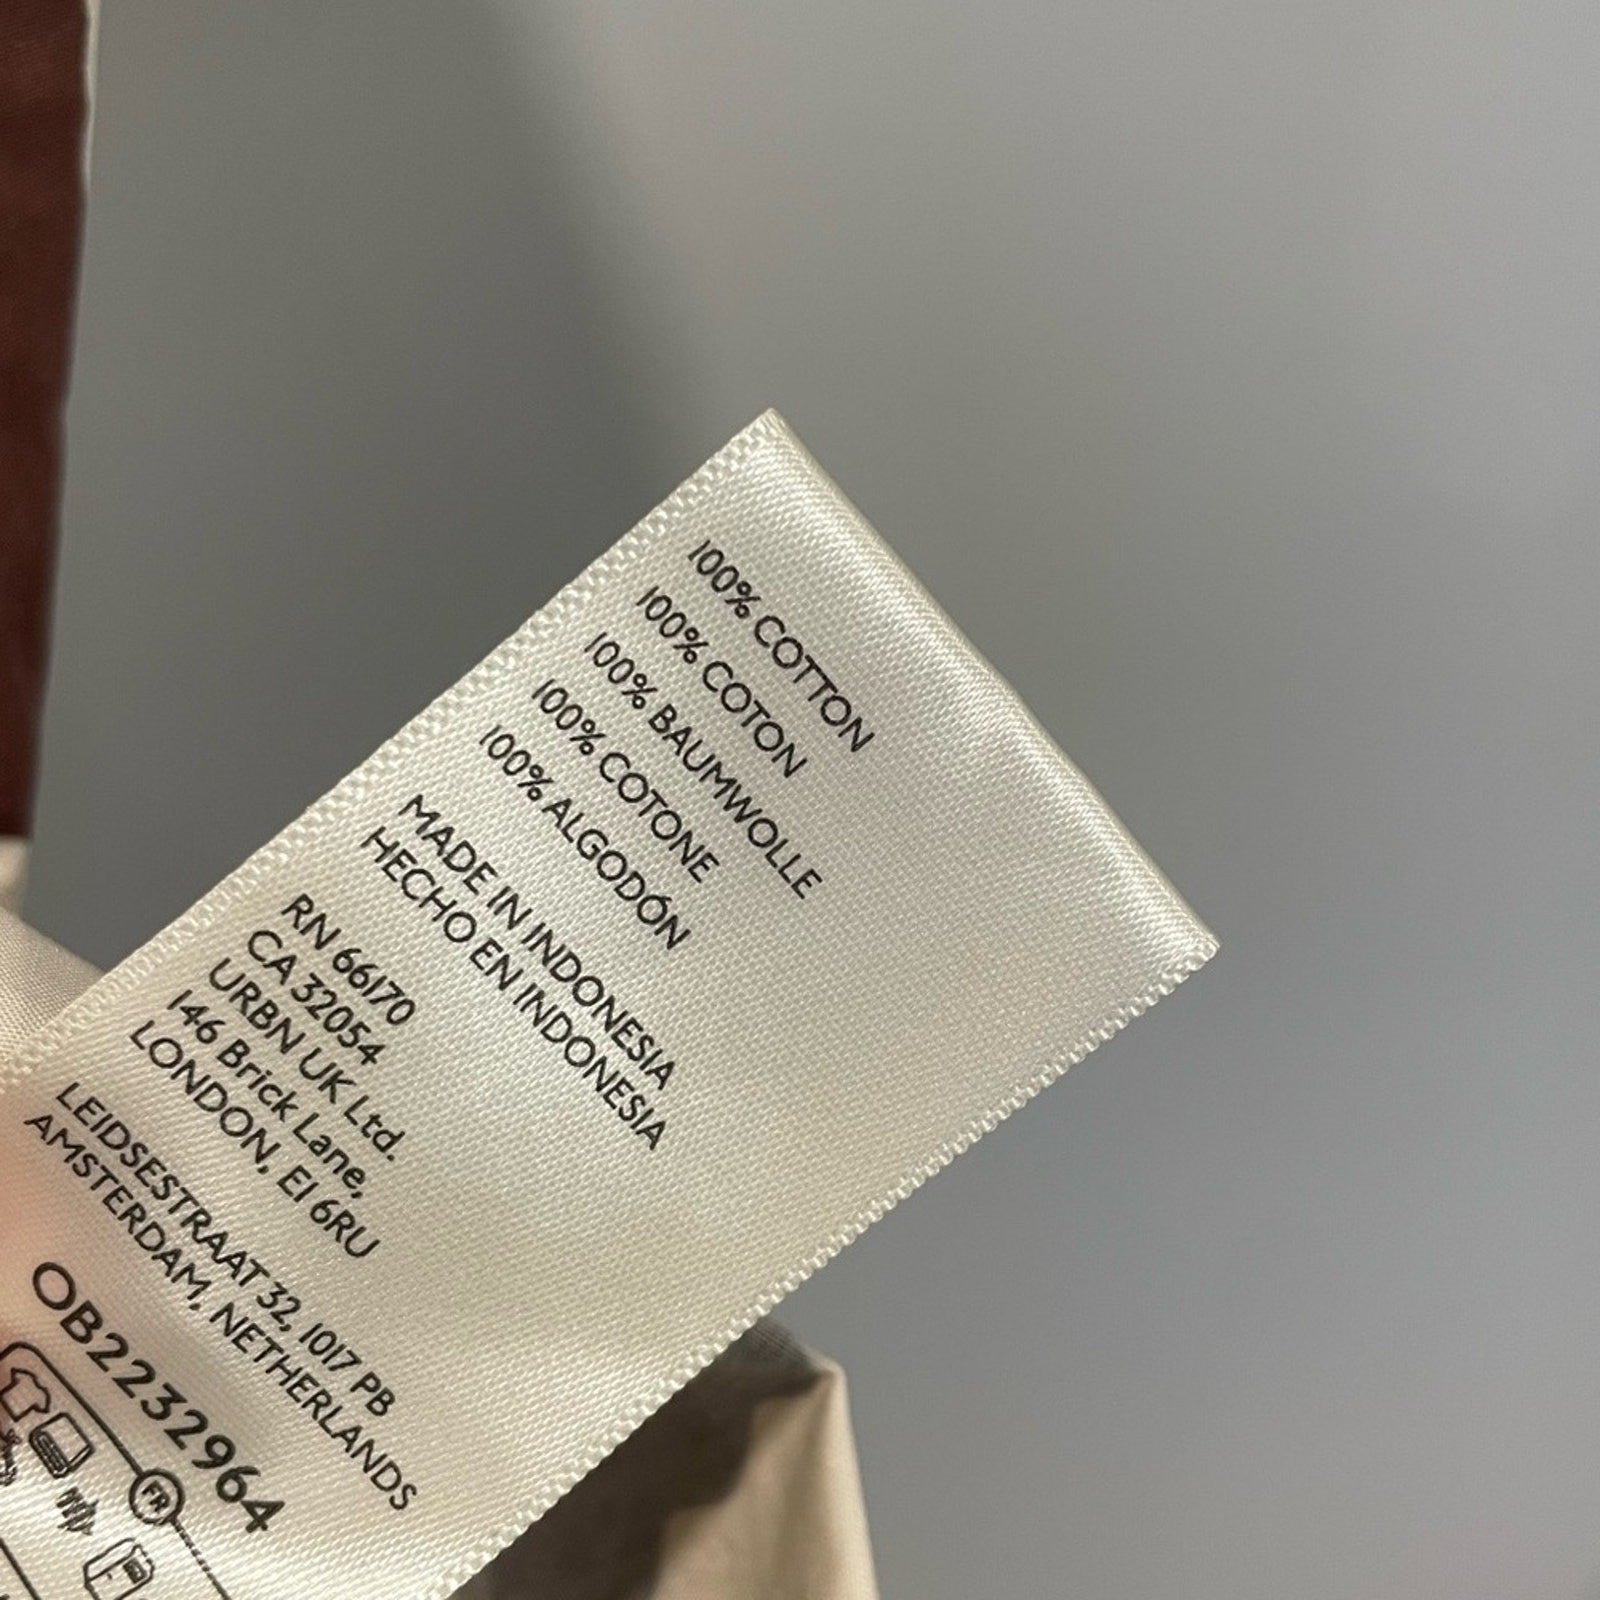 100% COTTON
100% COTON
100% BAUMWOLLE
100% COTONE
100% ALGODÓN
MADE IN INDONESIA
HECHO EN INDONESIA
RN 66170
CA 32054
URBN UK Ltd.
146 Brick Lane,
LONDON, E1 6RU
LEIDSESTRAAT 32, 1017 PB
AMSTERDAM, NETHERLANDS
OB2232964
FR